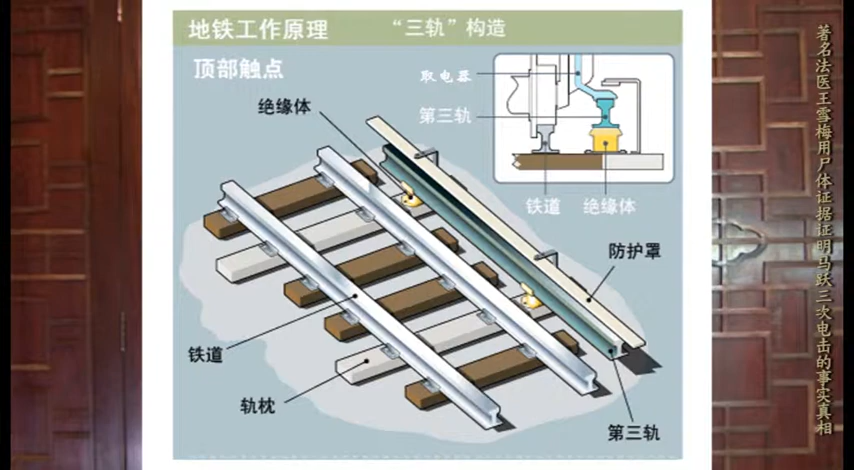 地铁工作原理 “三轨”构造
顶部触点
绝缘体
取电器
第三轨
铁道
绝缘体
防护罩
铁道
轨枕
第三轨
著名法医王雪梅用尸体证据证明马跃三次电击的事实真相